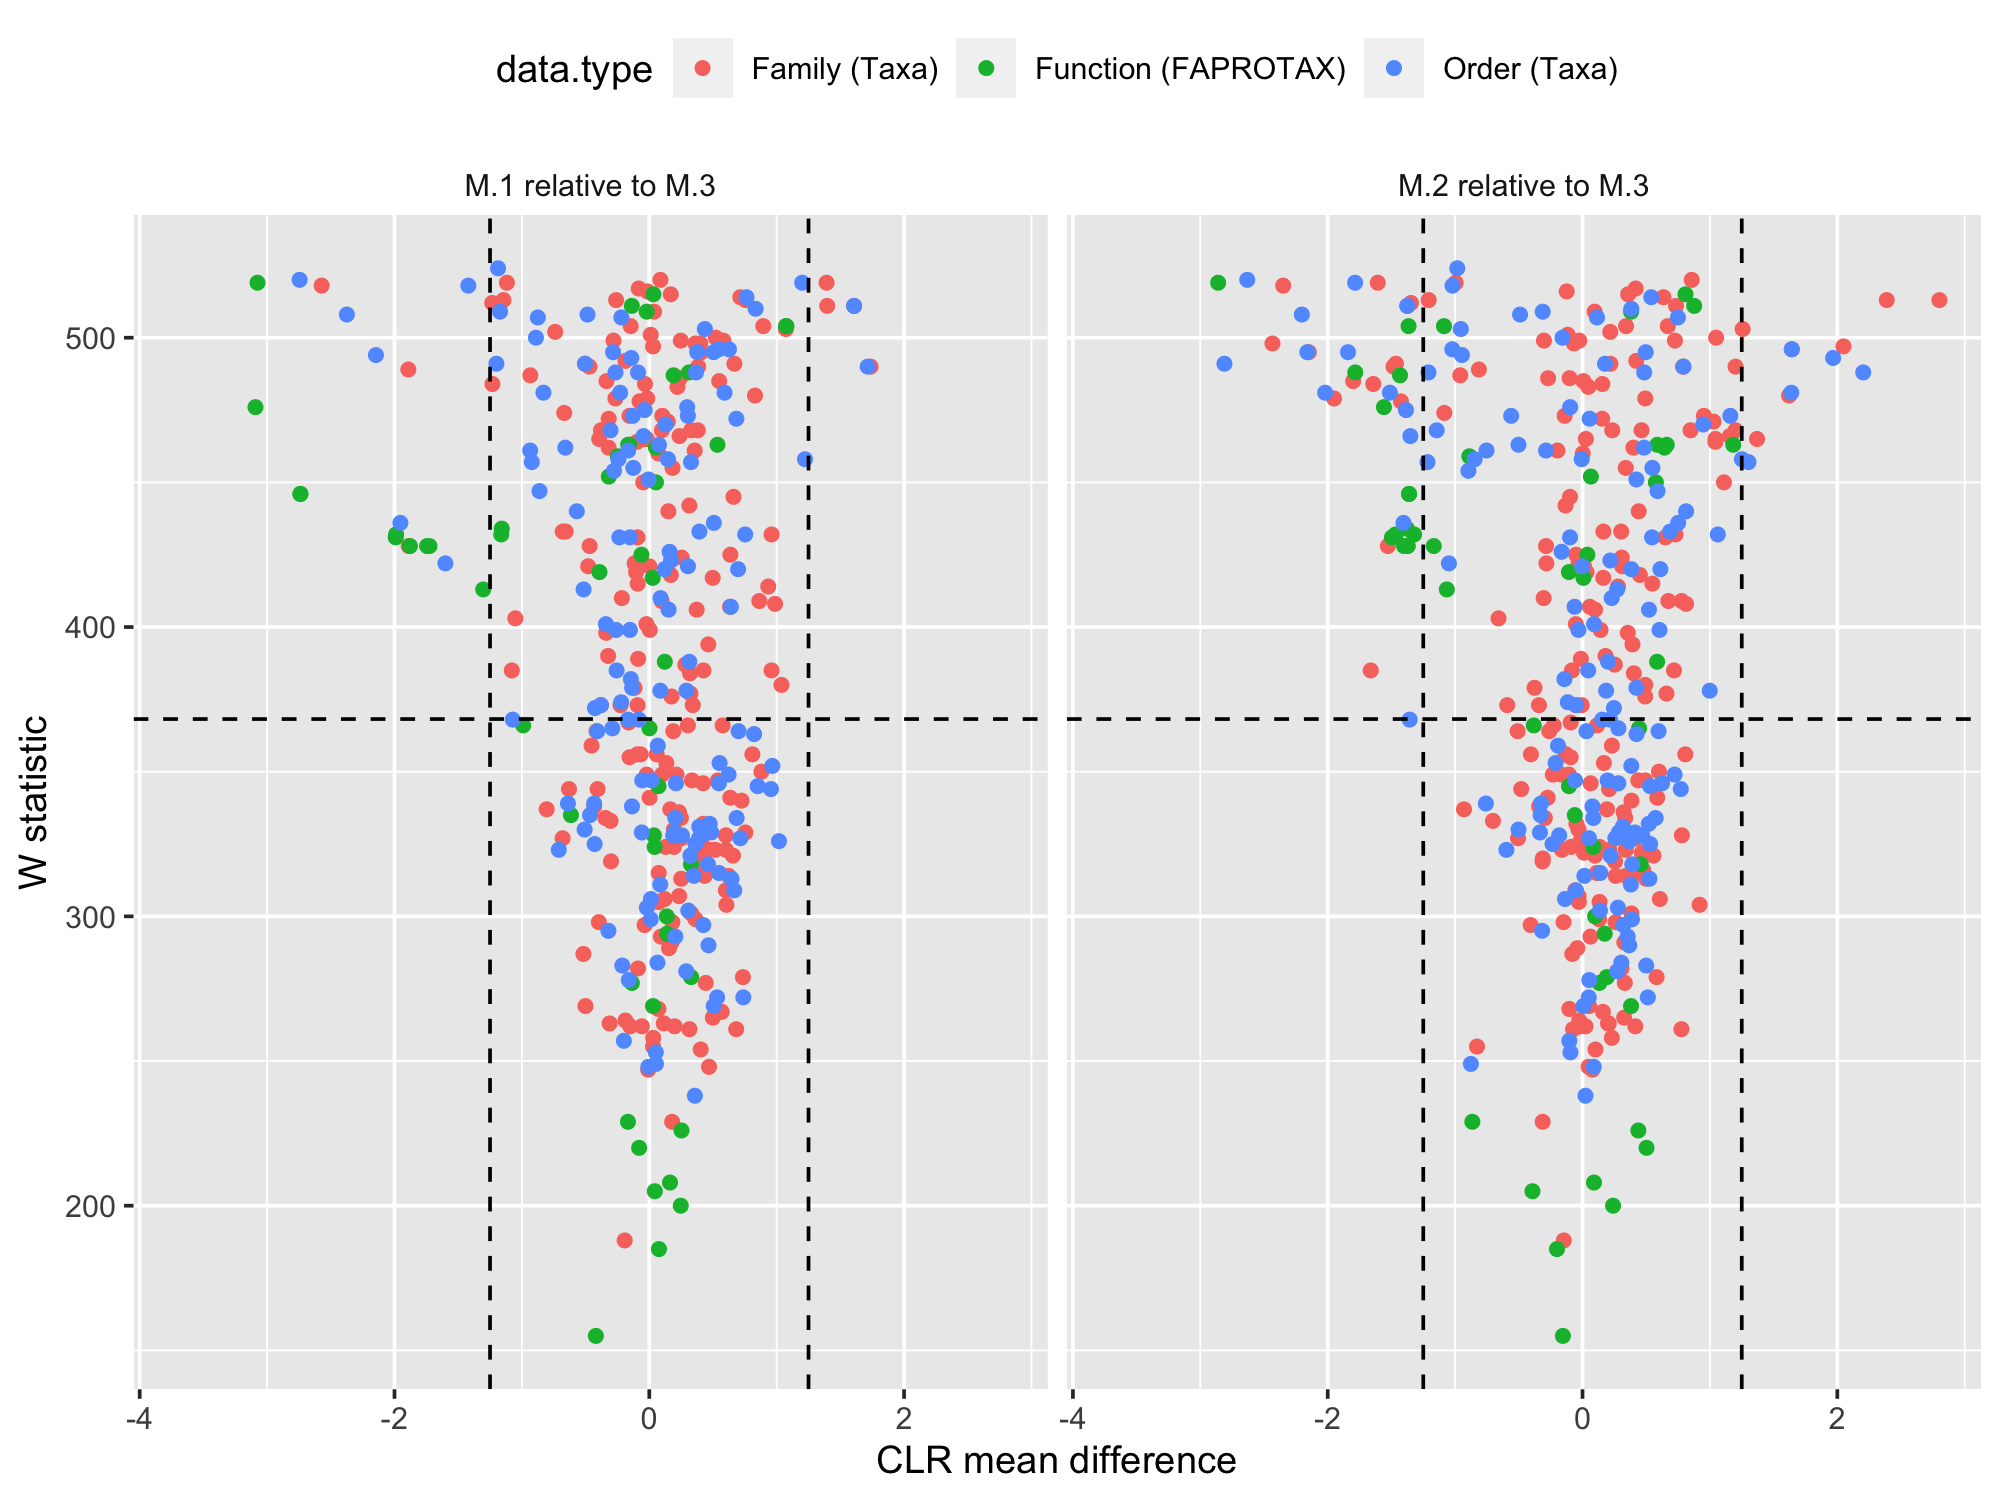 data.type Family (Taxa) Function (FAPROTAX) Order (Taxa)
M.1 relative to M.3 M.2 relative to M.3
W statistic
500
400
300
200
-4 -2 0 2 -4 -2 0 2
CLR mean difference